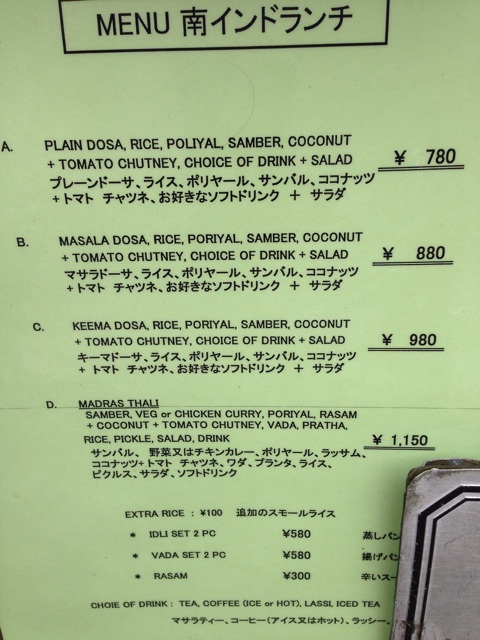 MENU 南インドランチ
A. PLAIN DOSA, RICE, POLIYAL, SAMBER, COCONUT
+ TOMATO CHUTNEY, CHOICE OF DRINK + SALAD ¥ 780
プレーンドーサ、ライス、ポリヤール、サンバル、ココナッツ
+ トマト チャツネ、お好きなソフトドリンク + サラダ
B. MASALA DOSA, RICE, PORIYAL, SAMBER, COCONUT
+ TOMATO CHUTNEY, CHOICE OF DRINK + SALAD ¥ 880
マサラドーサ、ライス、ポリヤール、サンバル、ココナッツ
+ トマト チャツネ、お好きなソフトドリンク + サラダ
C. KEEMA DOSA, RICE, PORIYAL, SAMBER, COCONUT
+ TOMATO CHUTNEY, CHOICE OF DRINK + SALAD ¥ 980
キーマドーサ、ライス、ポリヤール、サンバル、ココナッツ
+ トマト チャツネ、お好きなソフトドリンク + サラダ
D. MADRAS THALI
SAMBER, VEG or CHICKEN CURRY, PORIYAL, RASAM
+ COCONUT + TOMATO CHUTNEY, VADA, PRATHA,
RICE, PICKLE, SALAD, DRINK ¥ 1,150
サンバル、 野菜又はチキンカレー、ポリヤール、ラッサム、
ココナッツ+トマト チャツネ、ワダ、プランタ、ライス、
ピクルス、サラダ、ソフトドリンク
EXTRA RICE : ¥100 追加のスモールライス
* IDLI SET 2 PC ¥580 蒸しパン
* VADA SET 2 PC ¥580 揚げパン
* RASAM ¥300 辛いスー
CHOIE OF DRINK : TEA, COFFEE (ICE or HOT), LASSI, ICED TEA
マサラティー、コーヒー(アイス又はホット)、ラッシー、